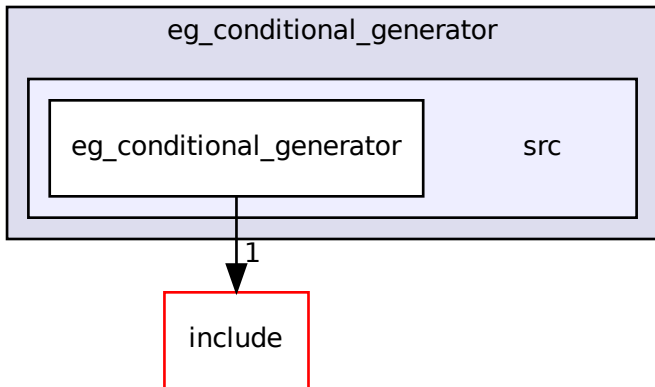 eg_conditional_generator
eg_conditional_generator
src
1
include